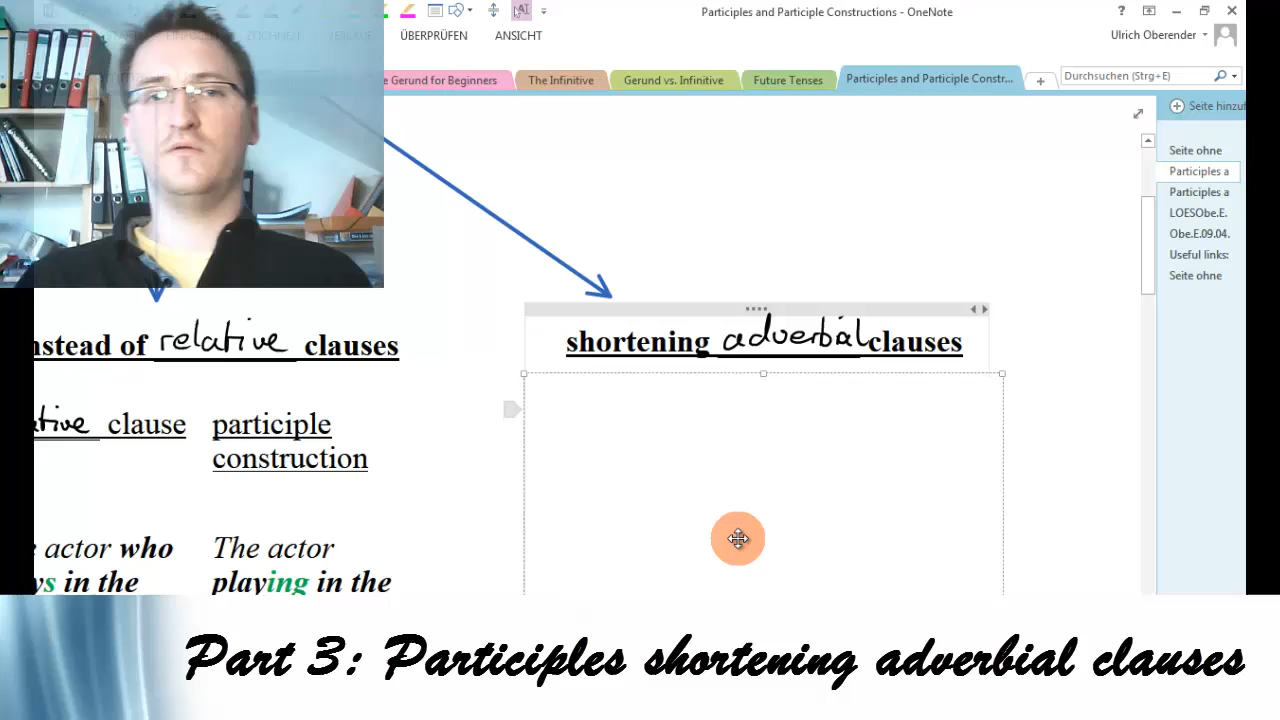 Participles and Participle Constructions - OneNote
?
ÜBERPRÜFEN ANSICHT
Ulrich Oberender
Gerund for Beginners
The Infinitive
Gerund vs. Infinitive
Future Tenses
Participles and Participle Constr...
Durchsuchen (Strg+E)
Seite hinzuf
Seite ohne
Participles a
Participles a
LOESObe.E.
Obe.E.09.04.
Useful links:
Seite ohne
nstead of relative clauses
shortening adverbial clauses
ative clause
participle
construction
actor who
ys in the
The actor
playing in the
Part 3: Participles shortening adverbial clauses